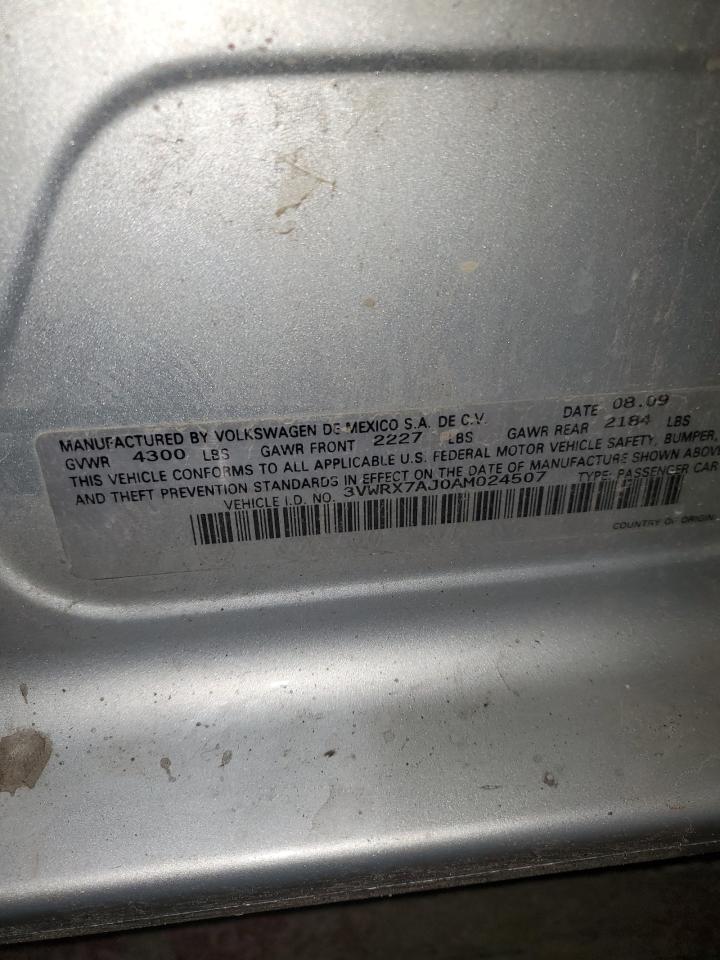 MANUFACTURED BY VOLKSWAGEN DE MEXICO S.A. DE C.V. DATE 08.09
GVWR 4300 LBS GAWR FRONT 2227 LBS GAWR REAR 2184 LBS
THIS VEHICLE CONFORMS TO ALL APPLICABLE U.S. FEDERAL MOTOR VEHICLE SAFETY, BUMPER,
AND THEFT PREVENTION STANDARDS IN EFFECT ON THE DATE OF MANUFACTURE SHOWN ABOVE
VEHICLE I.D. NO. 3VWRX7AJ0AM024507 TYPE: PASSENGER CAR
COUNTRY OF ORIGIN